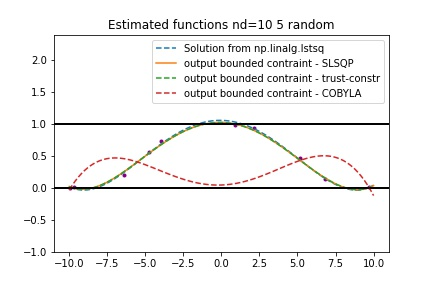 Estimated functions nd=10 5 random
Solution from np.linalg.lstsq
output bounded contraint - SLSQP
output bounded contraint - trust-constr
output bounded contraint - COBYLA
2.0
1.5
1.0
0.5
0.0
−0.5
−1.0
−10.0 −7.5 −5.0 −2.5 0.0 2.5 5.0 7.5 10.0